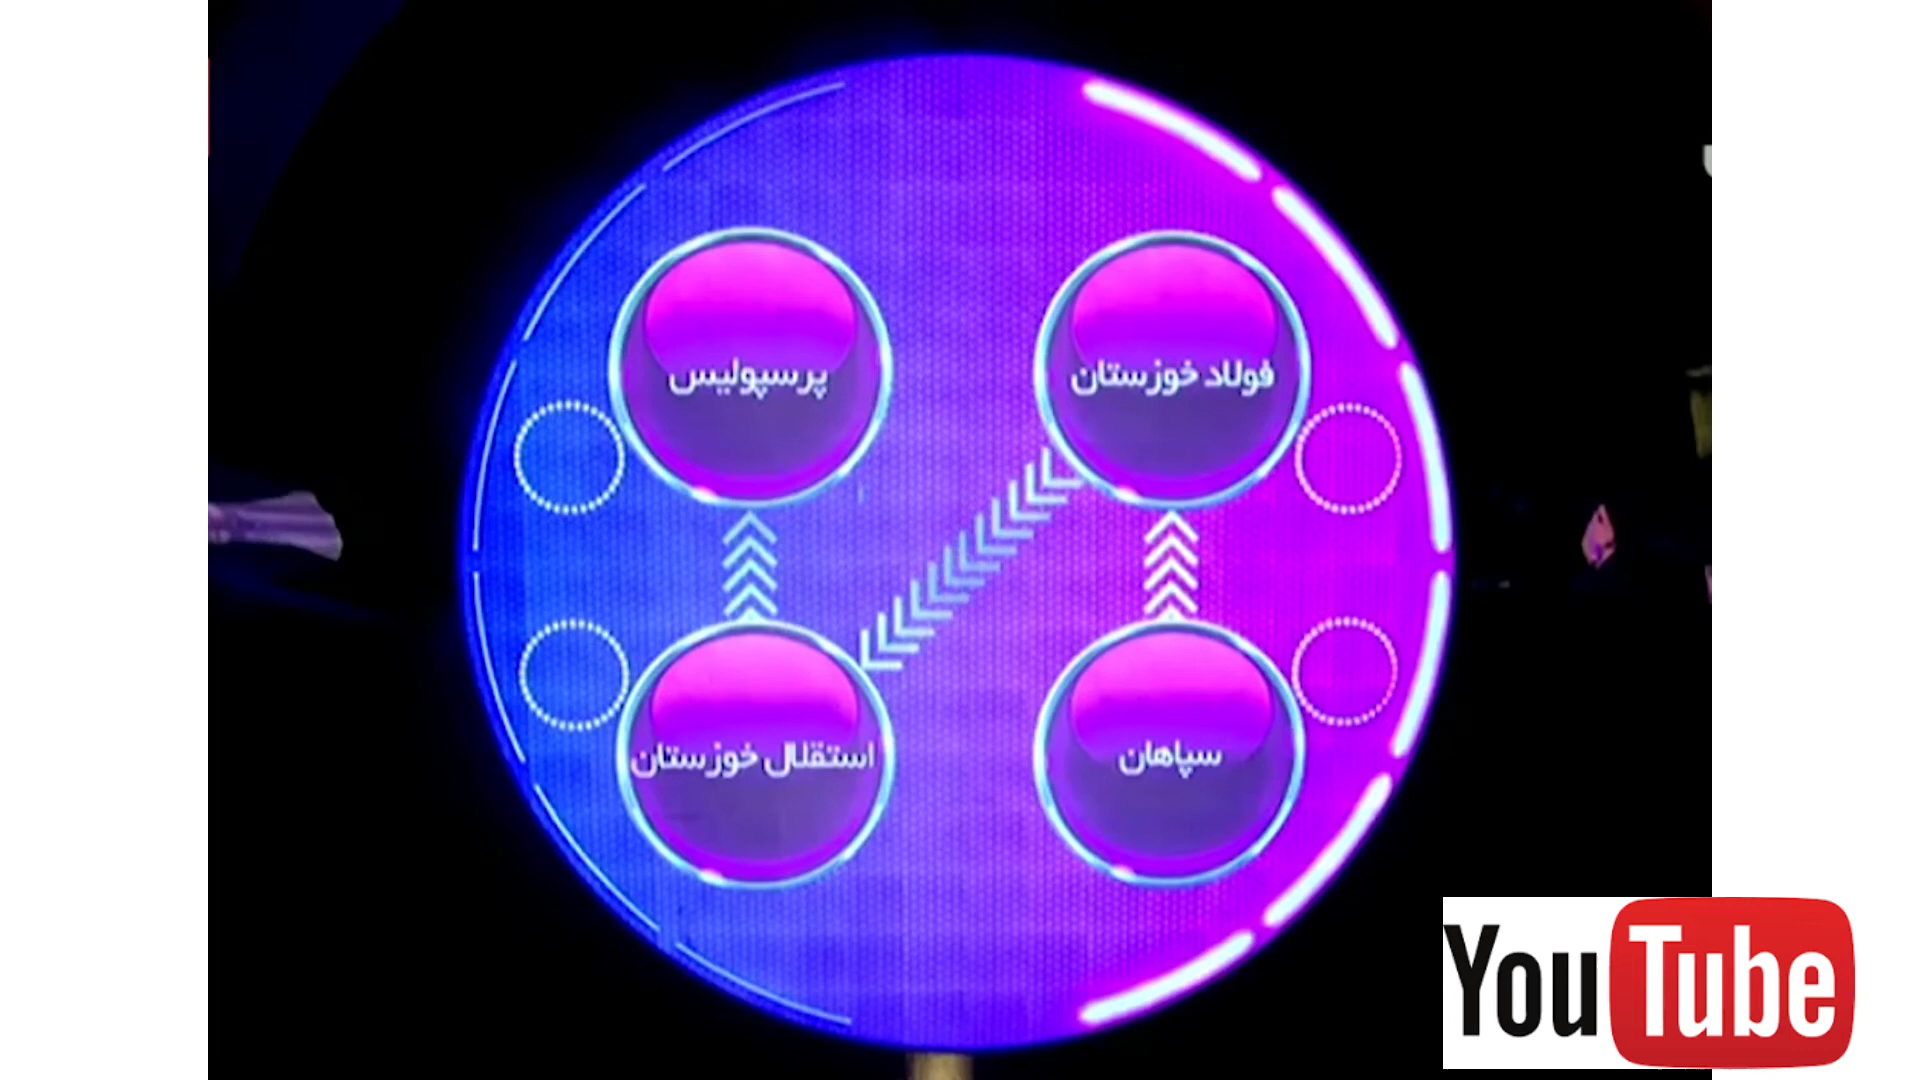 فولاد خوزستان
پرسپولیس
سپاهان
استقلال خوزستان
YouTube